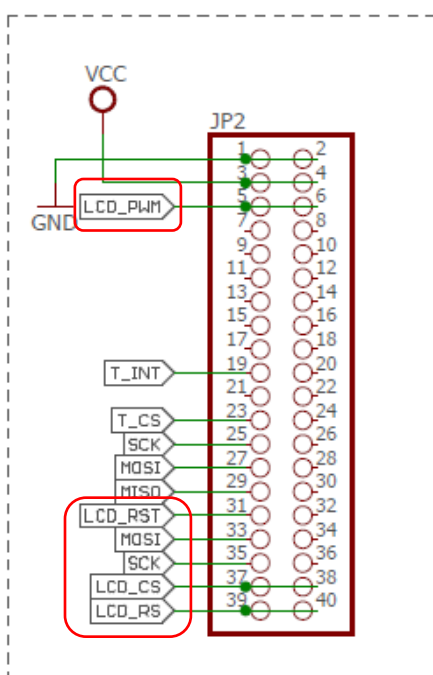 VCC
JP2
1 2
3 4
LCD_PWM 5 6
GND 7 8
9 10
11 12
13 14
15 16
17 18
T_INT 19 20
21 22
T_CS 23 24
SCK 25 26
MOSI 27 28
MISO 29 30
LCD_RST 31 32
MOSI 33 34
SCK 35 36
LCD_CS 37 38
LCD_RS 39 40